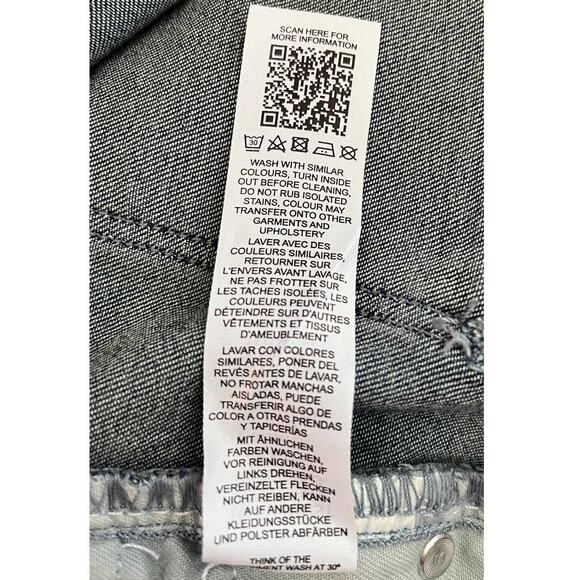 SCAN HERE FOR
MORE INFORMATION
30
WASH WITH SIMILAR
COLOURS, TURN INSIDE
OUT BEFORE CLEANING,
DO NOT RUB ISOLATED
STAINS, COLOUR MAY
TRANSFER ONTO OTHER
GARMENTS AND
UPHOLSTERY
LAVER AVEC DES
COULEURS SIMILAIRES,
RETOURNER SUR
L'ENVERS AVANT LAVAGE,
NE PAS FROTTER SUR
LES TACHES ISOLÉES, LES
COULEURS PEUVENT
DÉTEINDRE SUR D'AUTRES
VÊTEMENTS ET TISSUS
D'AMEUBLEMENT
LAVAR CON COLORES
SIMILARES, PONER DEL
REVÉS ANTES DE LAVAR,
NO FROTAR MANCHAS
AISLADAS, PUEDE
TRANSFERIR ALGO DE
COLOR A OTRAS PRENDAS
Y TAPICERÍAS
MIT ÄHNLICHEN
FARBEN WASCHEN,
VOR REINIGUNG AUF
LINKS DREHEN,
VEREINZELTE FLECKEN
NICHT REIBEN, KANN
AUF ANDERE
KLEIDUNGSSTÜCKE
UND POLSTER ABFÄRBEN
THINK OF THE
WASH AT 30º